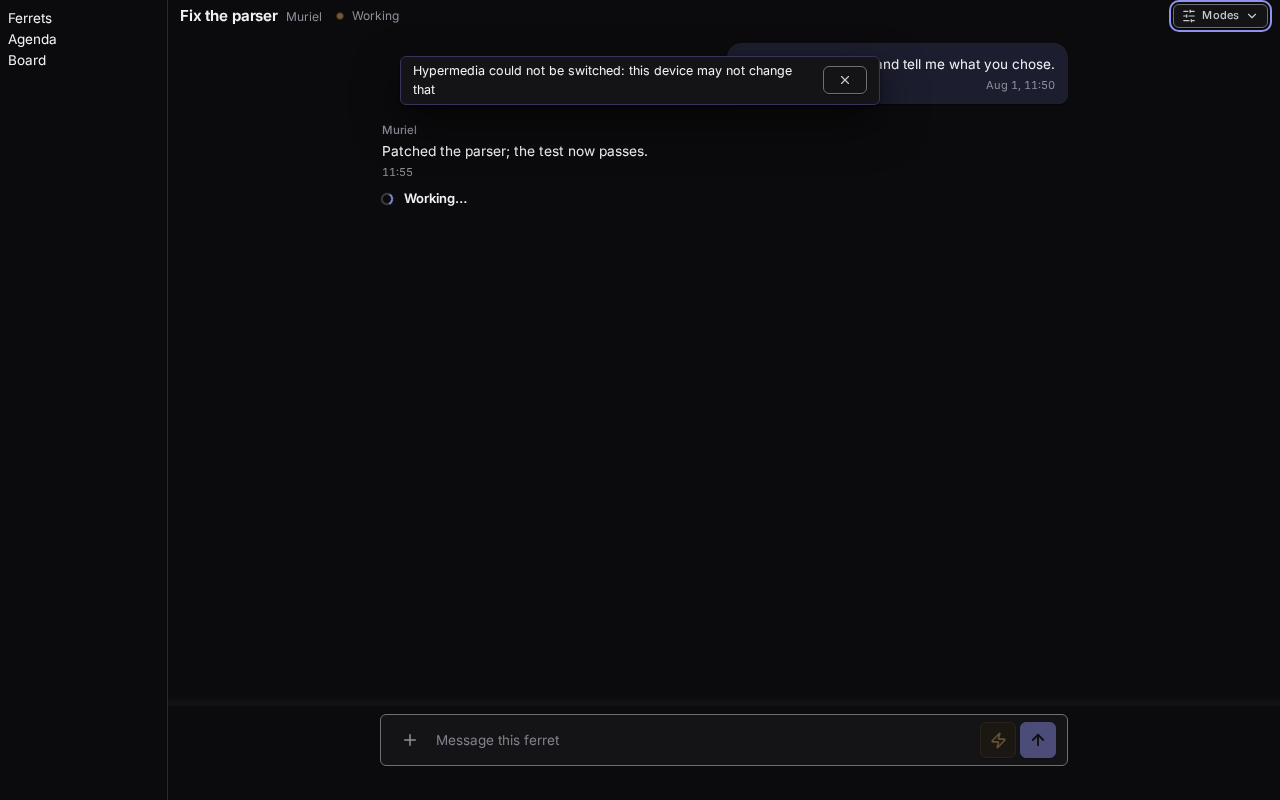 Ferrets
Agenda
Board
Fix the parser Muriel Working
Modes
and tell me what you chose.
Aug 1, 11:50
Hypermedia could not be switched: this device may not change
that
Muriel
Patched the parser; the test now passes.
11:55
Working...
Message this ferret